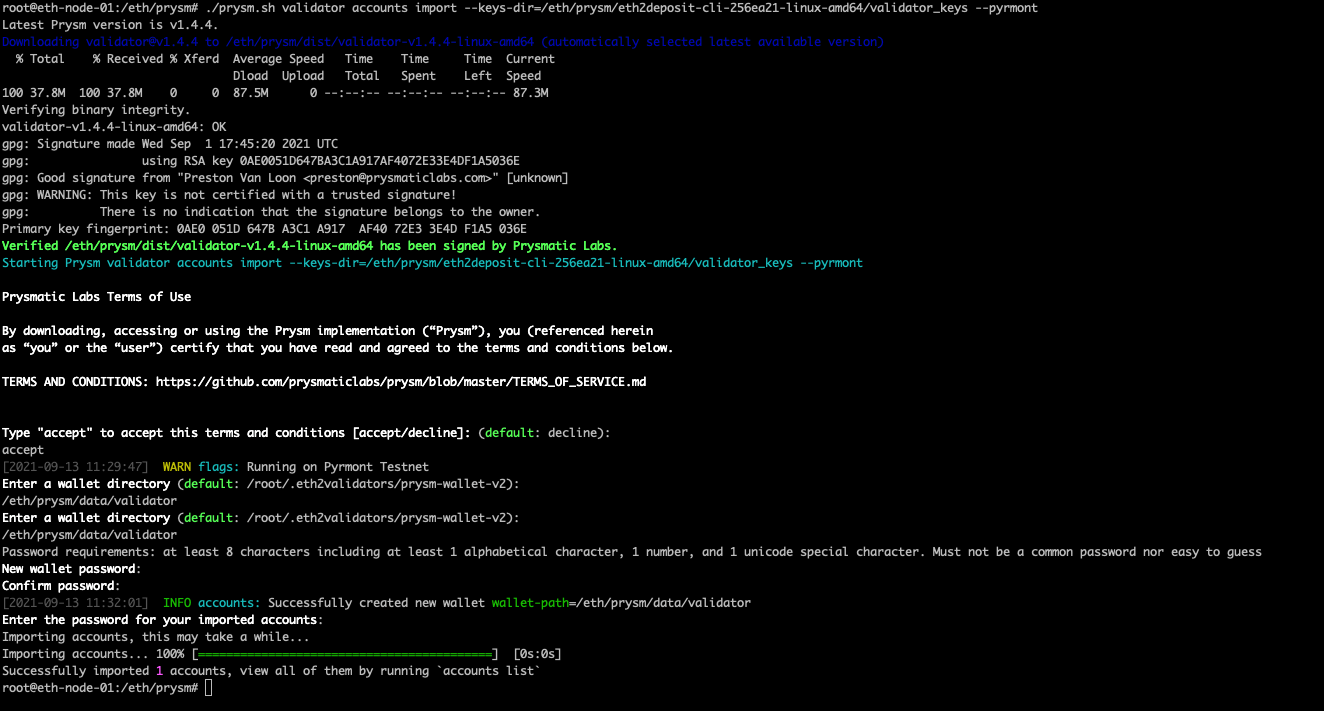 root@eth-node-01:/eth/prysm# ./prysm.sh validator accounts import --keys-dir=/eth/prysm/eth2deposit-cli-256ea21-linux-amd64/validator_keys --pyrmont
Latest Prysm version is v1.4.4.
Downloading validator@v1.4.4 to /eth/prysm/dist/validator-v1.4.4-linux-amd64 (automatically selected latest available version)
% Total % Received % Xferd Average Speed Time Time Time Current
Dload Upload Total Spent Left Speed
100 37.8M 100 37.8M 0 0 87.5M 0 --:--:-- --:--:-- --:--:-- 87.3M
Verifying binary integrity.
validator-v1.4.4-linux-amd64: OK
gpg: Signature made Wed Sep 1 17:45:20 2021 UTC
gpg: using RSA key 0AE0051D647BA3C1A917AF4072E33E4DF1A5036E
gpg: Good signature from "Preston Van Loon <preston@prysmaticlabs.com>" [unknown]
gpg: WARNING: This key is not certified with a trusted signature!
gpg: There is no indication that the signature belongs to the owner.
Primary key fingerprint: 0AE0 051D 647B A3C1 A917 AF40 72E3 3E4D F1A5 036E
Verified /eth/prysm/dist/validator-v1.4.4-linux-amd64 has been signed by Prysmatic Labs.
Starting Prysm validator accounts import --keys-dir=/eth/prysm/eth2deposit-cli-256ea21-linux-amd64/validator_keys --pyrmont
Prysmatic Labs Terms of Use
By downloading, accessing or using the Prysm implementation (“Prysm”), you (referenced herein
as “you” or the “user”) certify that you have read and agreed to the terms and conditions below.
TERMS AND CONDITIONS: https://github.com/prysmaticlabs/prysm/blob/master/TERMS_OF_SERVICE.md
Type "accept" to accept this terms and conditions [accept/decline]: (default: decline):
accept
[2021-09-13 11:29:47] WARN flags: Running on Pyrmont Testnet
Enter a wallet directory (default: /root/.eth2validators/prysm-wallet-v2):
/eth/prysm/data/validator
Enter a wallet directory (default: /root/.eth2validators/prysm-wallet-v2):
/eth/prysm/data/validator
Password requirements: at least 8 characters including at least 1 alphabetical character, 1 number, and 1 unicode special character. Must not be a common password nor easy to guess
New wallet password:
Confirm password:
[2021-09-13 11:32:01] INFO accounts: Successfully created new wallet wallet-path=/eth/prysm/data/validator
Enter the password for your imported accounts:
Importing accounts, this may take a while...
Importing accounts... 100% [==========================================] [0s:0s]
Successfully imported 1 accounts, view all of them by running `accounts list`
root@eth-node-01:/eth/prysm#